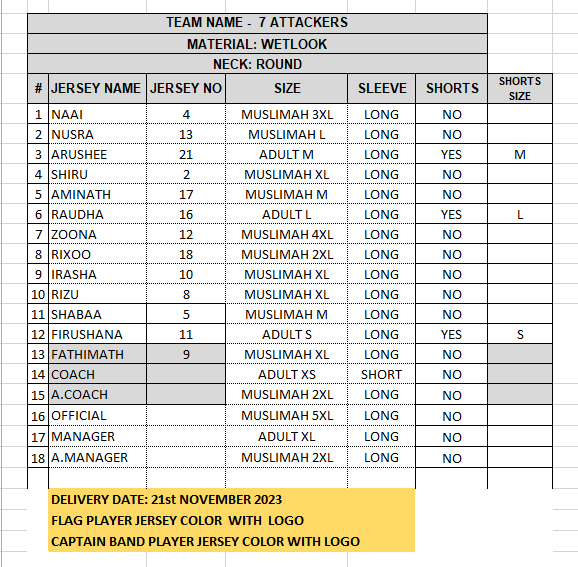 TEAM NAME - 7 ATTACKERS
MATERIAL: WETLOOK
NECK: ROUND
# JERSEY NAME JERSEY NO SIZE SLEEVE SHORTS SHORTS SIZE
1 NAAI 4 MUSLIMAH 3XL LONG NO
2 NUSRA 13 MUSLIMAH L LONG NO
3 ARUSHEE 21 ADULT M LONG YES M
4 SHIRU 2 MUSLIMAH XL LONG NO
5 AMINATH 17 MUSLIMAH M LONG NO
6 RAUDHA 16 ADULT L LONG YES L
7 ZOONA 12 MUSLIMAH 4XL LONG NO
8 RIXOO 18 MUSLIMAH 2XL LONG NO
9 IRASHA 10 MUSLIMAH XL LONG NO
10 RIZU 8 MUSLIMAH XL LONG NO
11 SHABAA 5 MUSLIMAH M LONG NO
12 FIRUSHANA 11 ADULT S LONG YES S
13 FATHIMATH 9 MUSLIMAH XL LONG NO
14 COACH ADULT XS SHORT NO
15 A.COACH MUSLIMAH 2XL LONG NO
16 OFFICIAL MUSLIMAH 5XL LONG NO
17 MANAGER ADULT XL LONG NO
18 A.MANAGER MUSLIMAH 2XL LONG NO
DELIVERY DATE: 21st NOVEMBER 2023
FLAG PLAYER JERSEY COLOR WITH LOGO
CAPTAIN BAND PLAYER JERSEY COLOR WITH LOGO